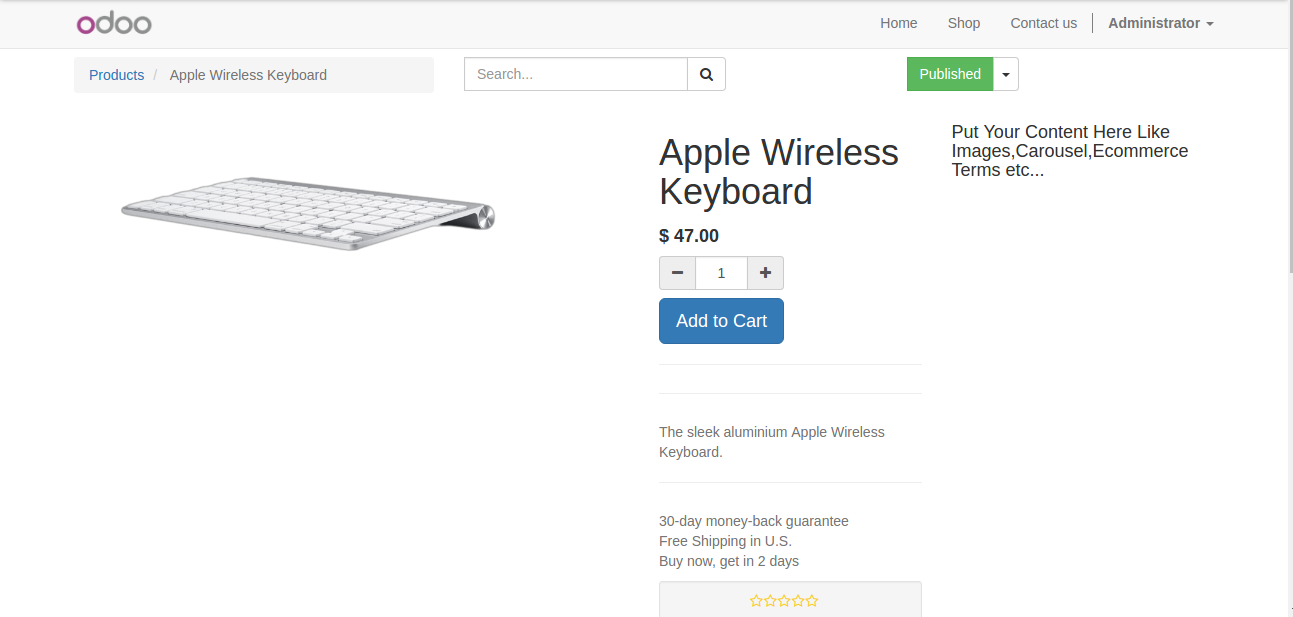 odoo
Home
Shop
Contact us
Administrator
Products / Apple Wireless Keyboard
Search...
Published
Apple Wireless
Keyboard
$ 47.00
1
Add to Cart
The sleek aluminium Apple Wireless
Keyboard.
30-day money-back guarantee
Free Shipping in U.S.
Buy now, get in 2 days
Put Your Content Here Like
Images,Carousel,Ecommerce
Terms etc...